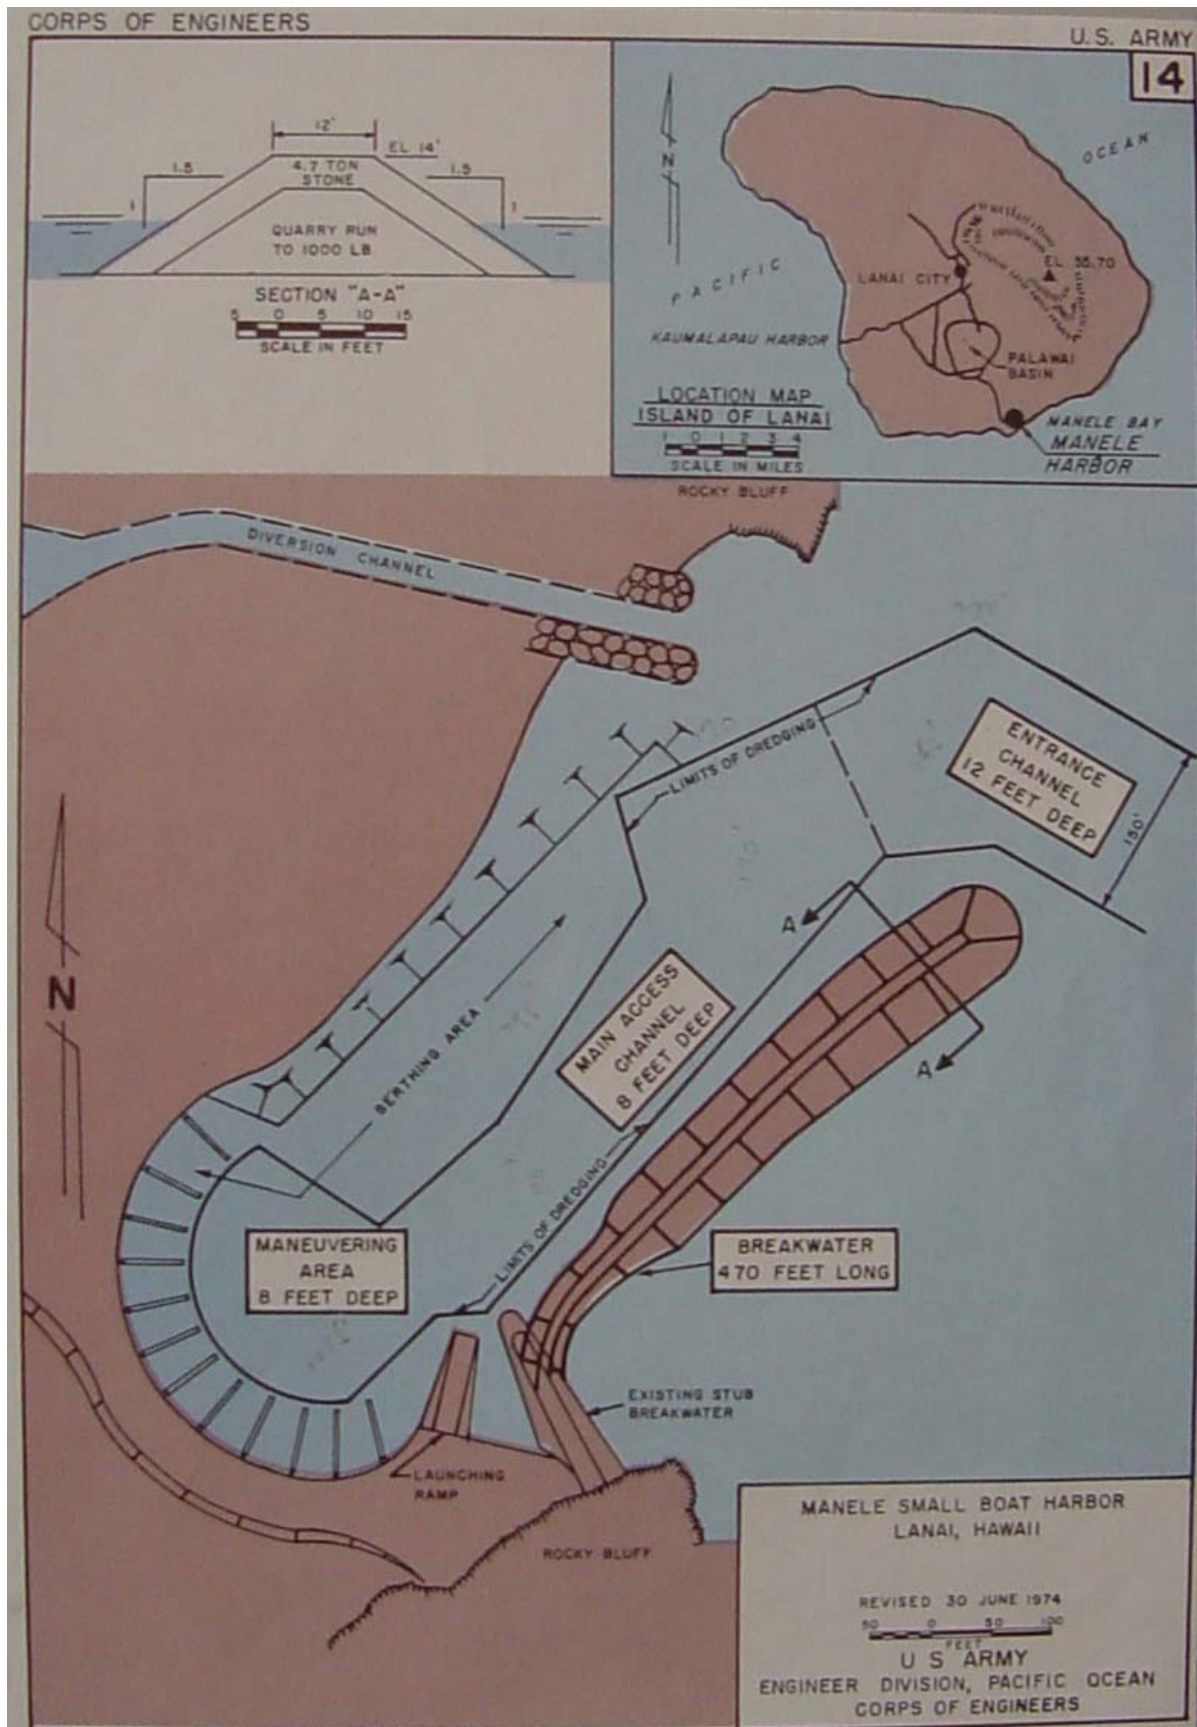 CORPS OF ENGINEERS
U.S. ARMY
14
12'
EL 14'
1.5
4.7 TON
STONE
1.5
1
1
QUARRY RUN
TO 1000 LB
SECTION "A-A"
5 0 5 10 15
SCALE IN FEET
N
OCEAN
PACIFIC
LANAI CITY
EL 55.70
KAUMALAPAU HARBOR
PALAWAI
BASIN
LOCATION MAP
ISLAND OF LANAI
1 0 1 2 3 4
SCALE IN MILES
MANELE BAY
MANELE
HARBOR
ROCKY BLUFF
DIVERSION CHANNEL
LIMITS OF DREDGING
ENTRANCE
CHANNEL
12 FEET DEEP
150'
A
N
BERTHING AREA
MAIN ACCESS
CHANNEL
8 FEET DEEP
A
LIMITS OF DREDGING
MANEUVERING
AREA
8 FEET DEEP
BREAKWATER
470 FEET LONG
EXISTING STUB
BREAKWATER
LAUNCHING
RAMP
ROCKY BLUFF
MANELE SMALL BOAT HARBOR
LANAI, HAWAII
REVISED 30 JUNE 1974
50 0 50 100
FEET
U S ARMY
ENGINEER DIVISION, PACIFIC OCEAN
CORPS OF ENGINEERS